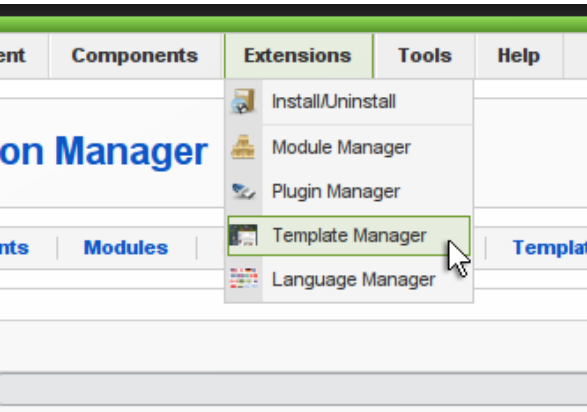 ent Components Extensions Tools Help
Install/Uninstall
on Manager
Module Manager
Plugin Manager
Template Manager
nts Modules Templat
Language Manager